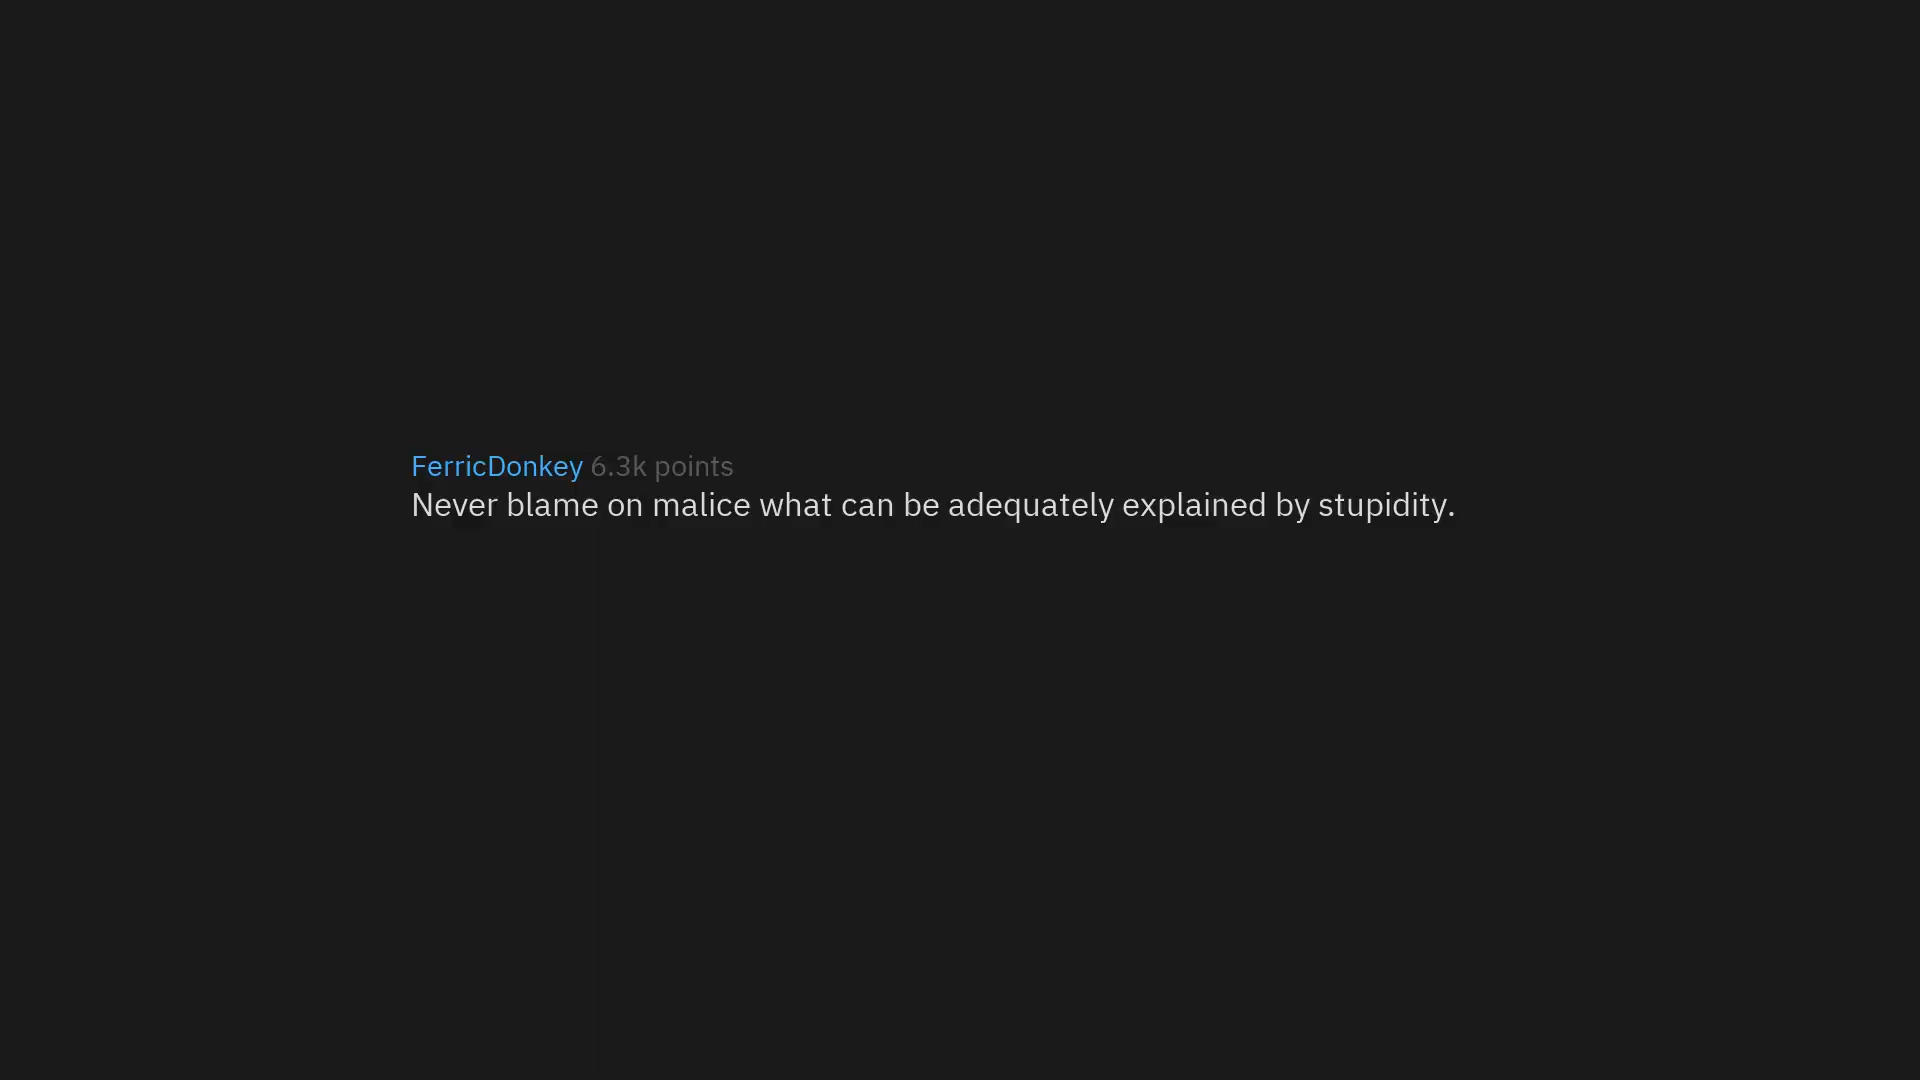 FerricDonkey 6.3k points
Never blame on malice what can be adequately explained by stupidity.